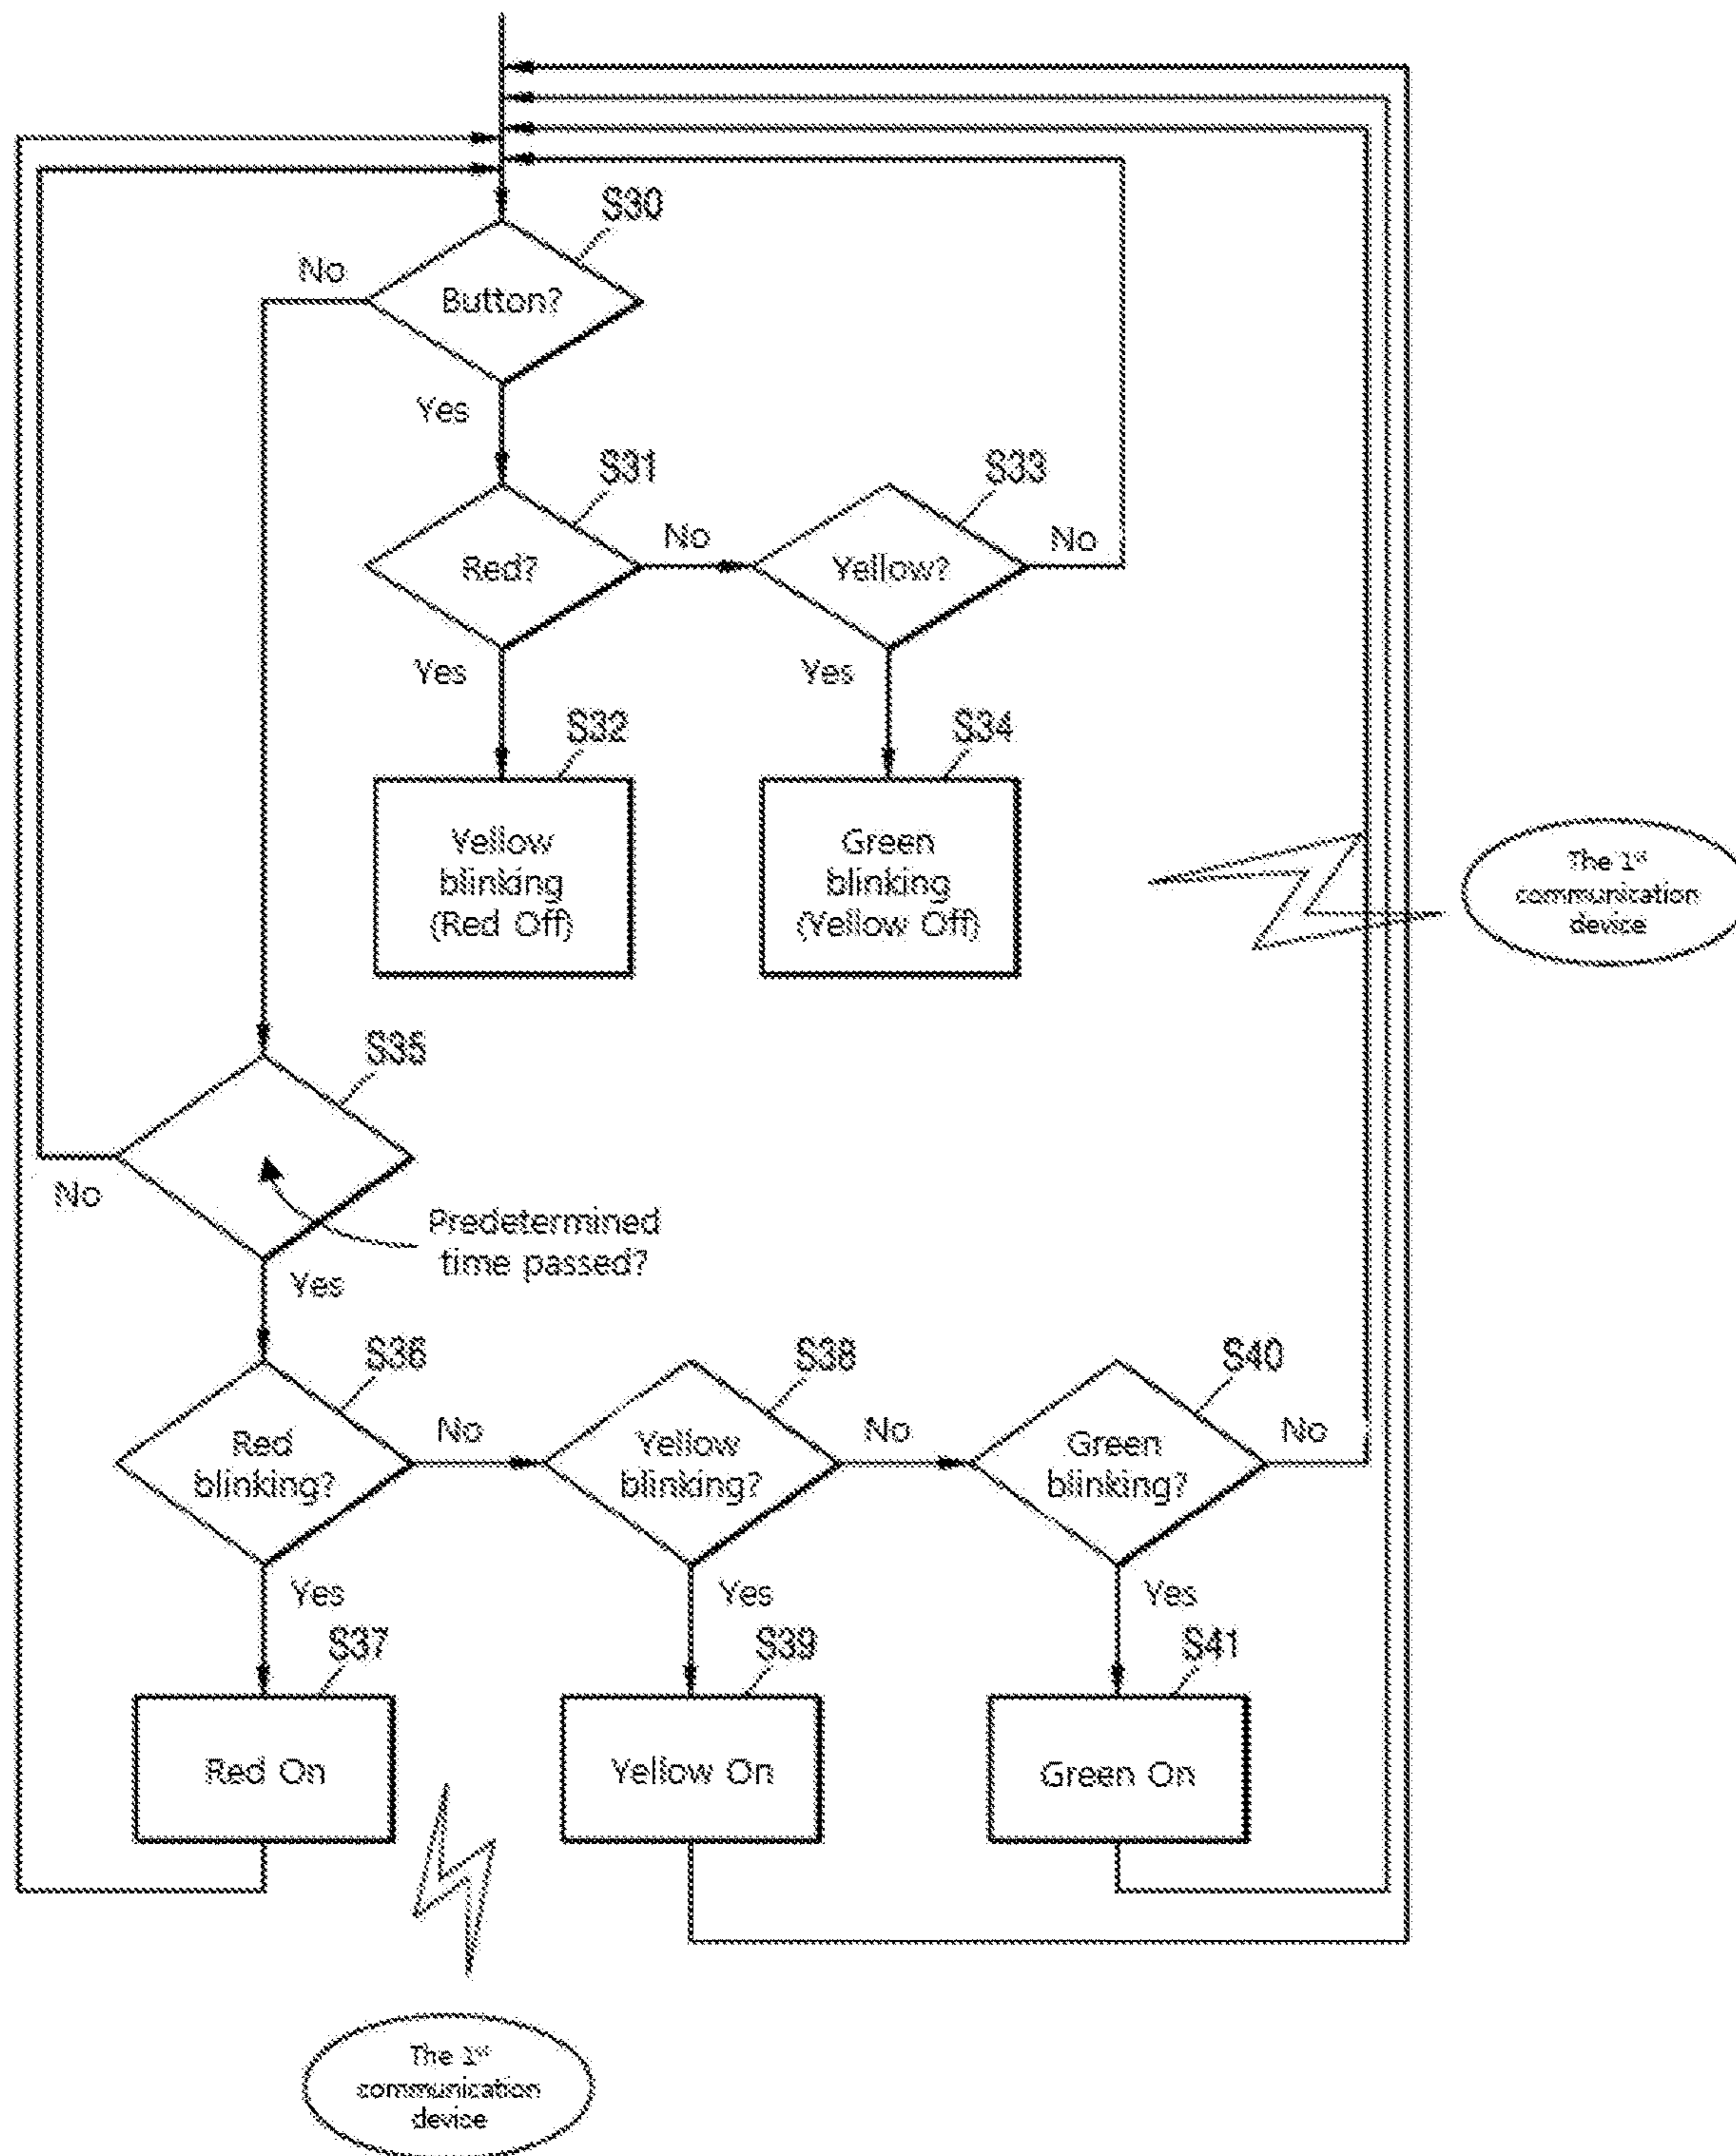 S30
No
Button?
Yes
S31
S33
No
No
Red?
Yellow?
Yes
Yes
S32
S34
Yellow
blinking
(Red Off)
Green
blinking
(Yellow Off)
The 1st
communication
device
S35
No
Predetermined
time passed?
Yes
S36
S38
S40
No
No
No
Red
blinking?
Yellow
blinking?
Green
blinking?
Yes
Yes
Yes
S37
S39
S41
Red On
Yellow On
Green On
The 1st
communication
device